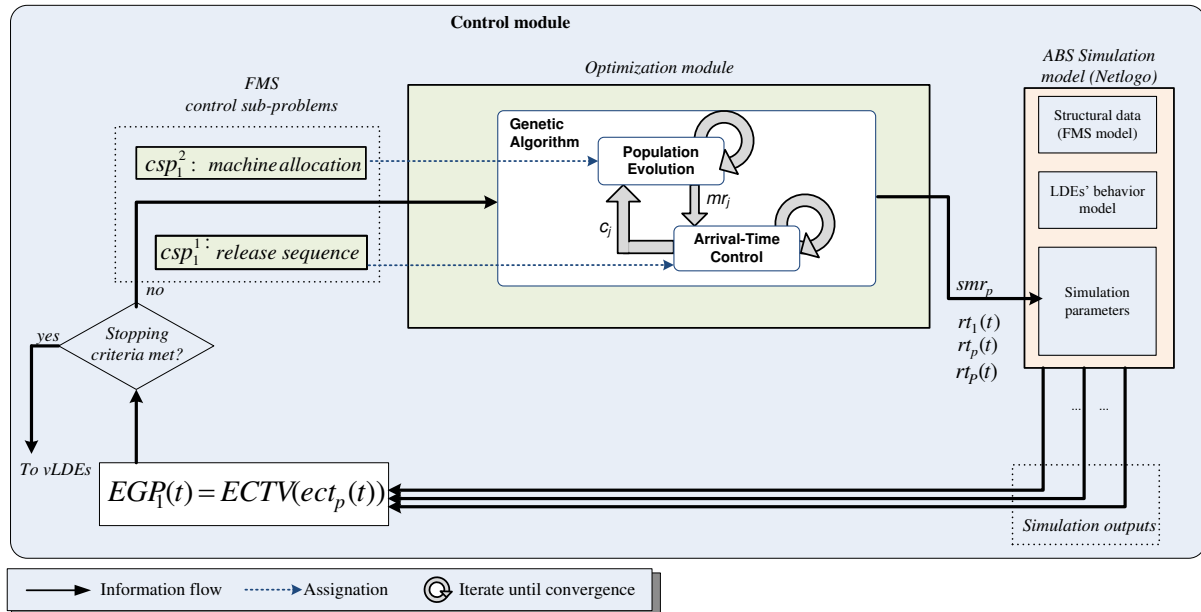 Control module
FMS
control sub-problems
Optimization module
ABS Simulation
model (Netlogo)
Genetic
Algorithm
Population
Evolution
Structural data
(FMS model)
csp₁² : machine allocation
mrⱼ
cⱼ
LDEs' behavior
model
csp₁¹ : release sequence
Arrival-Time
Control
no
smrₚ
Simulation
parameters
yes
Stopping
criteria met?
rt₁(t)
rtₚ(t)
rt_P(t)
... ...
To vLDEs
EGP₁(t) = ECTV(ectₚ(t))
Simulation outputs
Information flow
Assignation
Iterate until convergence